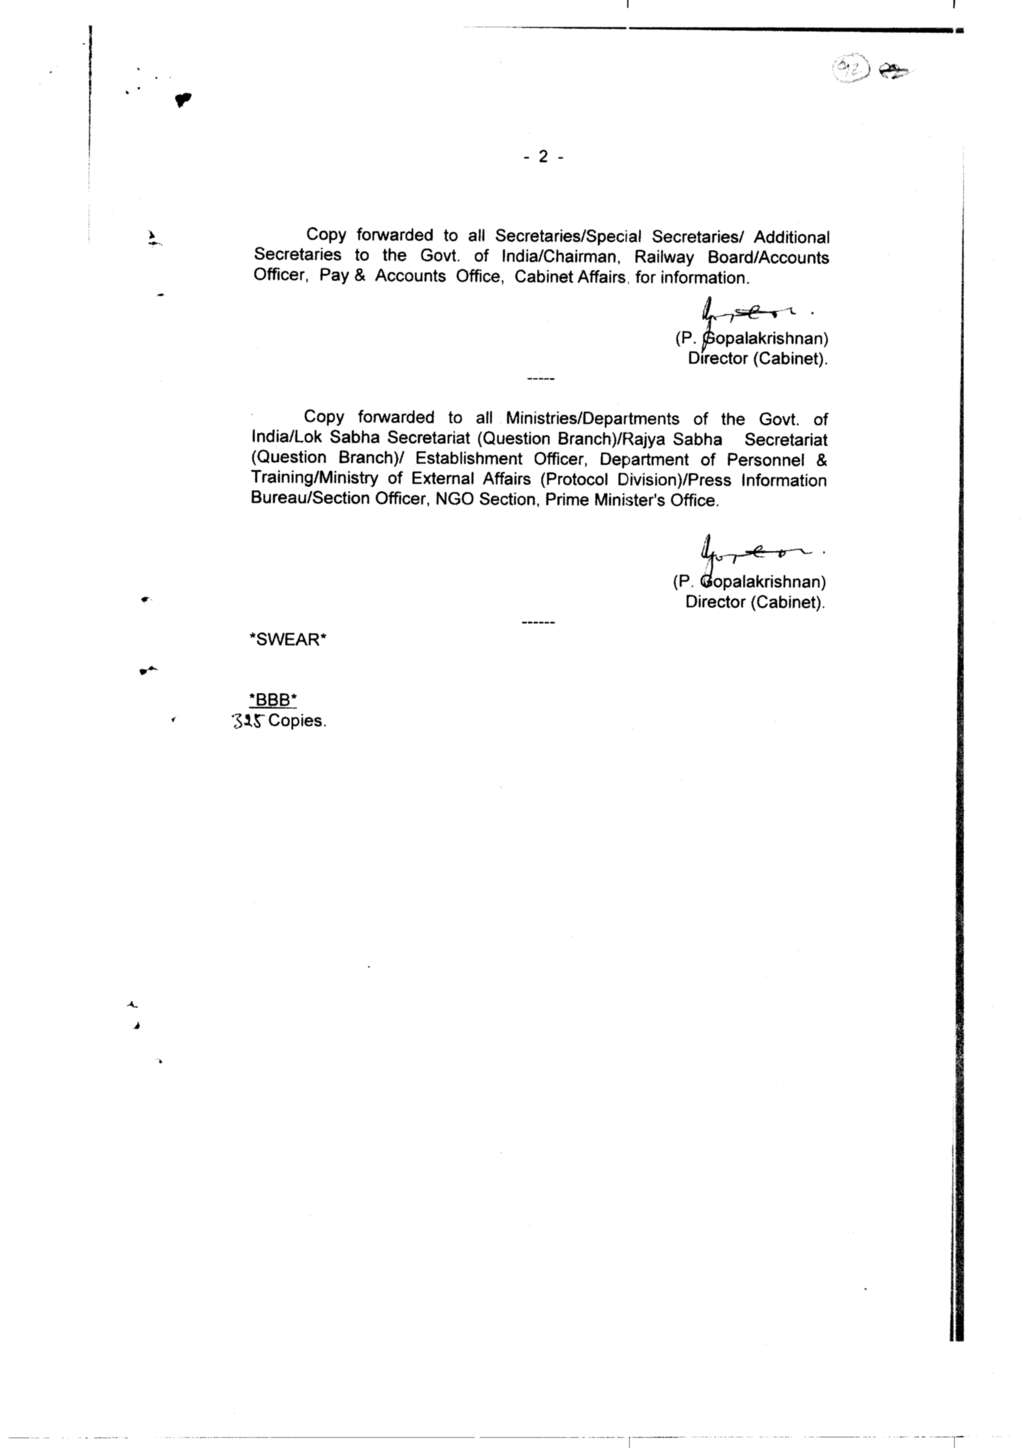 - 2 -
Copy forwarded to all Secretaries/Special Secretaries/ Additional
Secretaries to the Govt. of India/Chairman, Railway Board/Accounts
Officer, Pay & Accounts Office, Cabinet Affairs, for information.
(P. Gopalakrishnan)
Director (Cabinet).
-----
Copy forwarded to all Ministries/Departments of the Govt. of
India/Lok Sabha Secretariat (Question Branch)/Rajya Sabha Secretariat
(Question Branch)/ Establishment Officer, Department of Personnel &
Training/Ministry of External Affairs (Protocol Division)/Press Information
Bureau/Section Officer, NGO Section, Prime Minister's Office.
(P. Gopalakrishnan)
Director (Cabinet).
------
*SWEAR*
*BBB*
325 Copies.